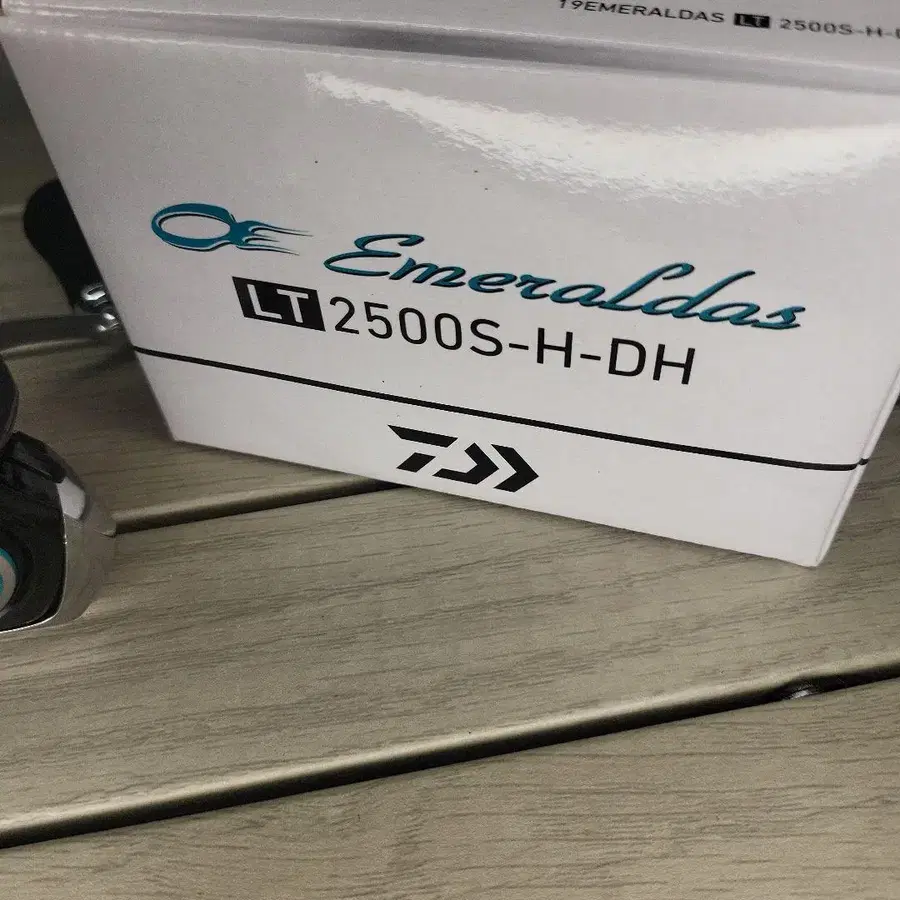 19EMERALDAS LT 2500S-H-
Emeraldas
LT 2500S-H-DH